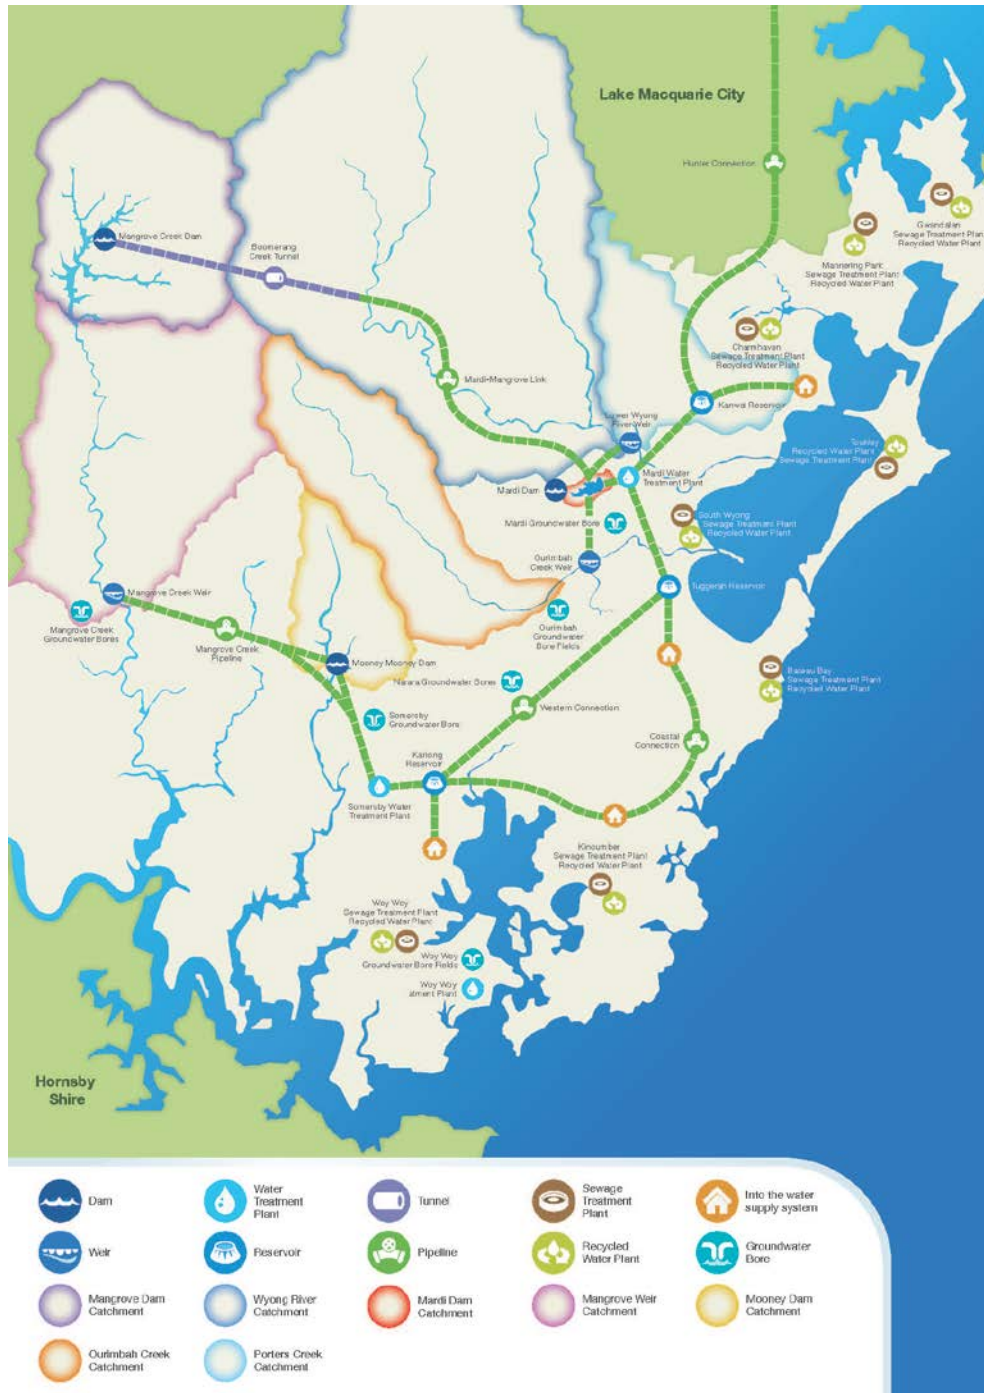 Lake Macquarie City
Hunter Connection
Gwandalan
Sewage Treatment Plant
Recycled Water Plant
Mannering Park
Sewage Treatment Plant
Recycled Water Plant
Mangrove Creek Dam
Boomerang
Creek Tunnel
Charmhaven
Sewage Treatment Plant
Recycled Water Plant
Mardi-Mangrove Link
Kanwal Reservoir
Lower Wyong
River Weir
Toukley
Recycled Water Plant
Sewage Treatment Plant
Mardi Water
Treatment Plant
Mardi Dam
South Wyong
Sewage Treatment Plant
Recycled Water Plant
Mardi Groundwater Bore
Ourimbah
Creek Weir
Tuggerah Reservoir
Mangrove Creek Weir
Mangrove Creek
Groundwater Bores
Ourimbah
Groundwater
Bore Fields
Mangrove Creek
Pipeline
Mooney Mooney Dam
Narara Groundwater Bores
Bateau Bay
Sewage Treatment Plant
Recycled Water Plant
Western Connection
Somersby
Groundwater Bore
Coastal
Connection
Kariong
Reservoir
Somersby Water
Treatment Plant
Kincumber
Sewage Treatment Plant
Recycled Water Plant
Woy Woy
Sewage Treatment Plant
Recycled Water Plant
Woy Woy
Groundwater Bore Fields
Woy Woy
atment Plant
Hornsby
Shire
Dam
Water
Treatment
Plant
Tunnel
Sewage
Treatment
Plant
Into the water
supply system
Weir
Reservoir
Pipeline
Recycled
Water Plant
Groundwater
Bore
Mangrove Dam
Catchment
Wyong River
Catchment
Mardi Dam
Catchment
Mangrove Weir
Catchment
Mooney Dam
Catchment
Ourimbah Creek
Catchment
Porters Creek
Catchment